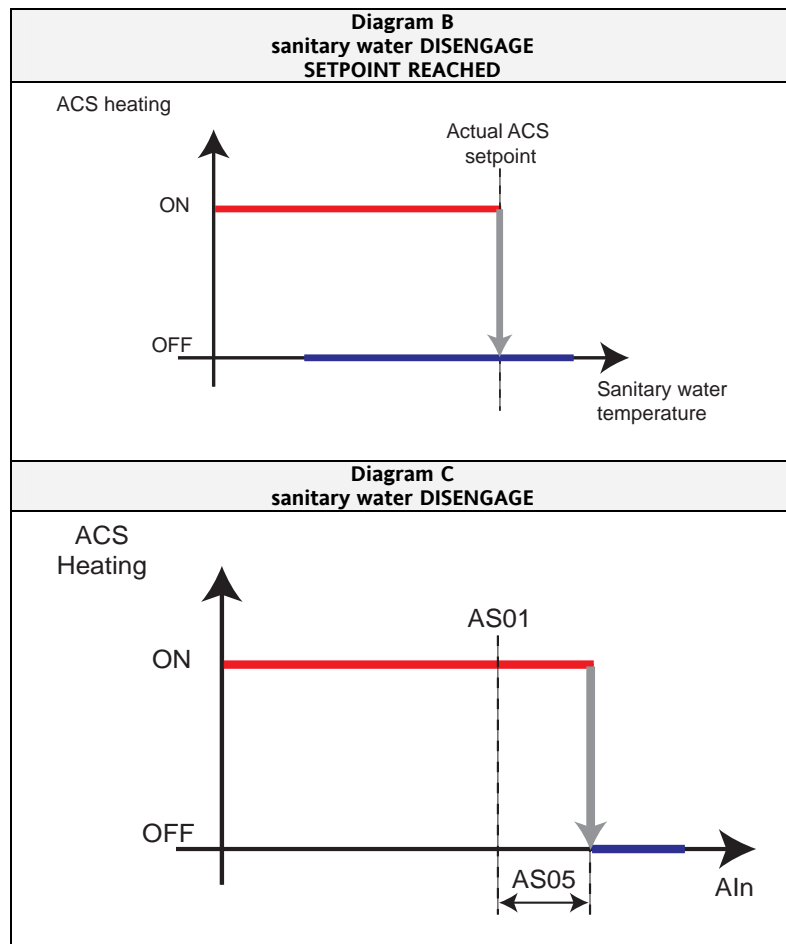 Diagram B
sanitary water DISENGAGE
SETPOINT REACHED
ACS heating
Actual ACS
setpoint
ON
OFF
Sanitary water
temperature
Diagram C
sanitary water DISENGAGE
ACS
Heating
AS01
ON
OFF
AS05
AIn